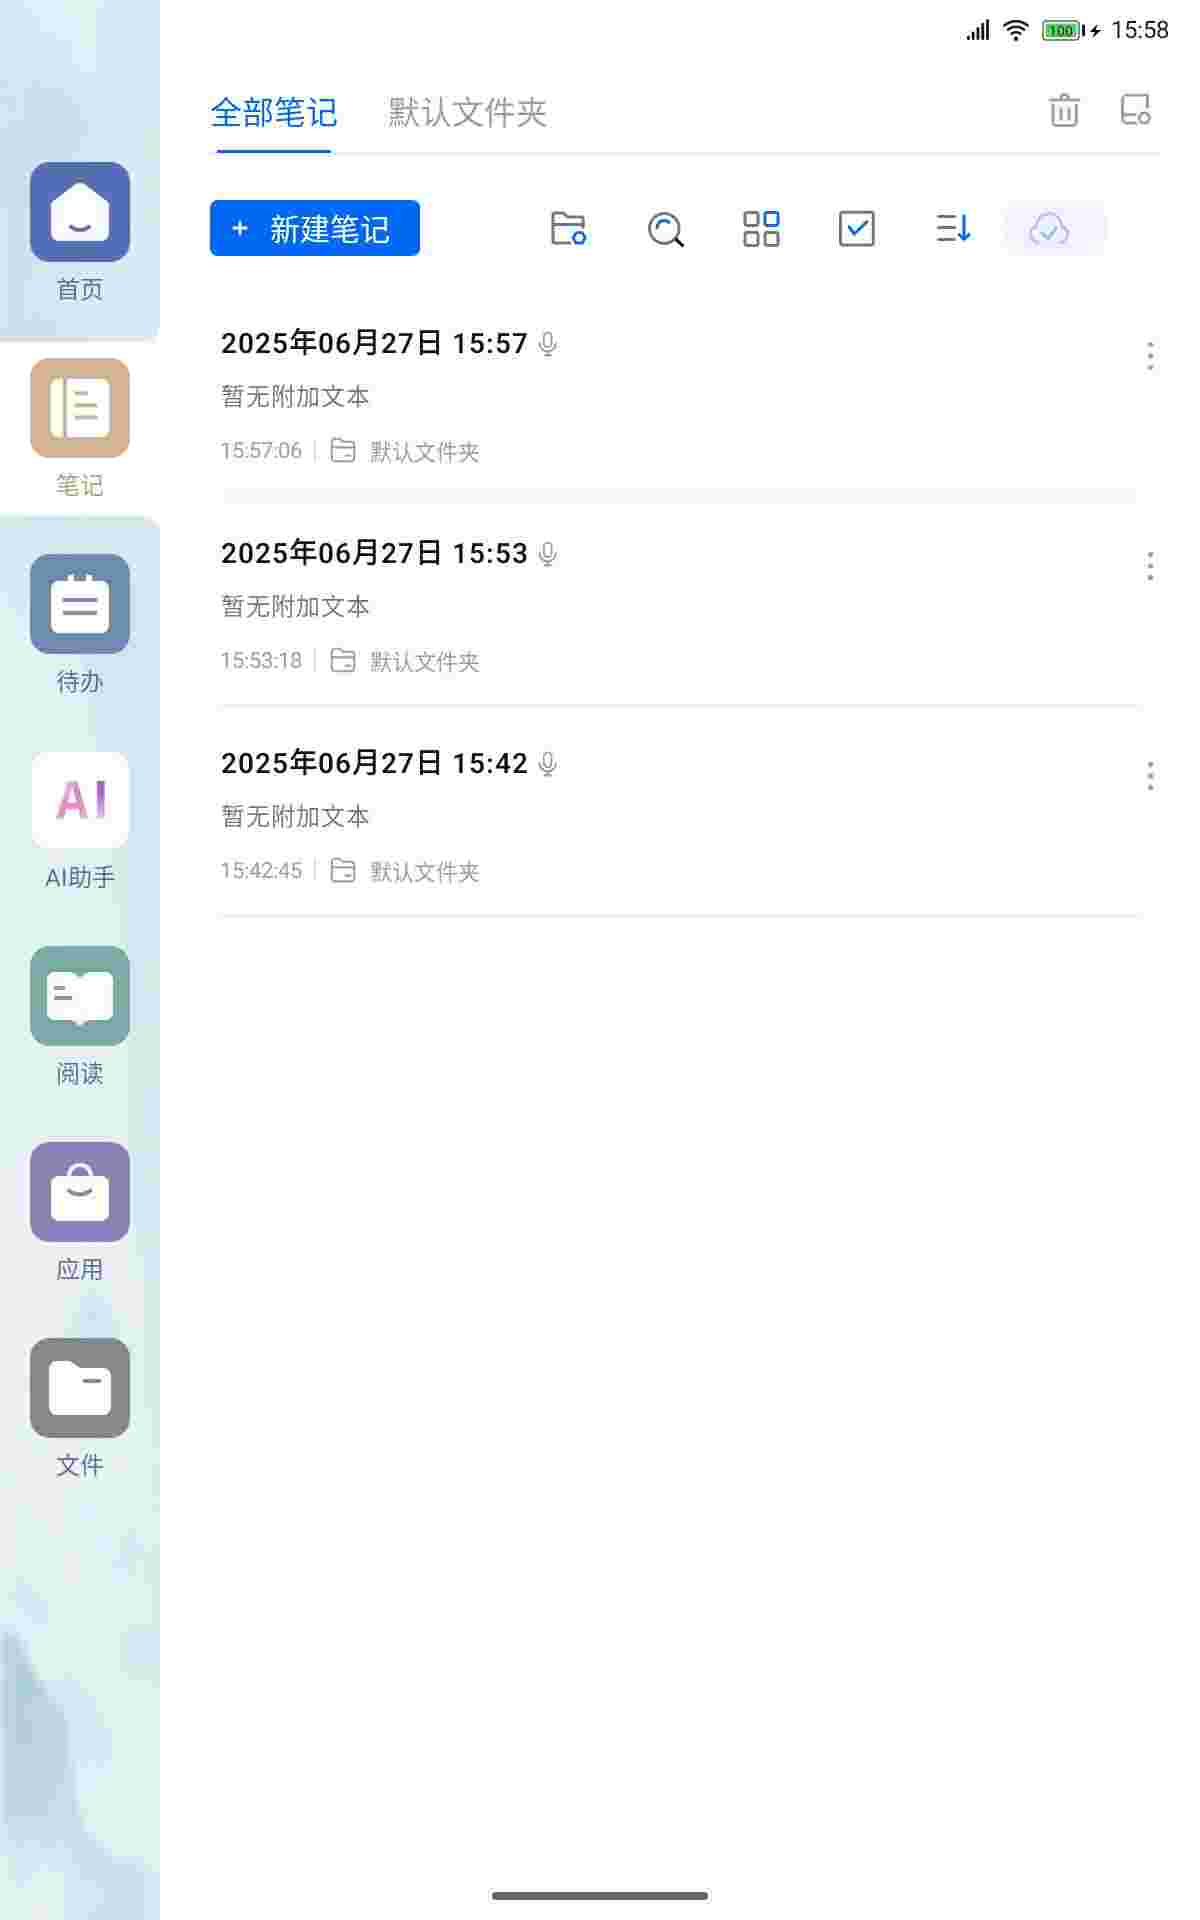 100
15:58
全部笔记
默认文件夹
+ 新建笔记
首页
笔记
待办
AI
AI助手
阅读
应用
文件
2025年06月27日 15:57
暂无附加文本
15:57:06
默认文件夹
2025年06月27日 15:53
暂无附加文本
15:53:18
默认文件夹
2025年06月27日 15:42
暂无附加文本
15:42:45
默认文件夹